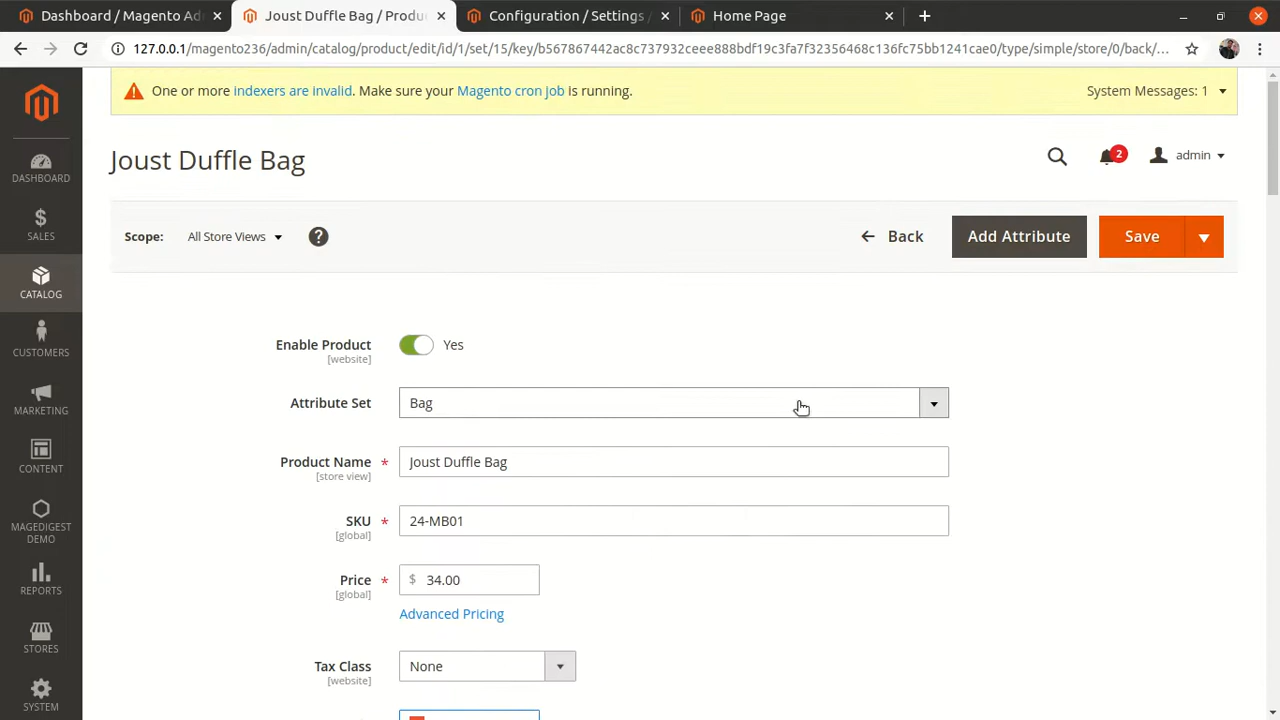 Dashboard / Magento Ad
Joust Duffle Bag / Produ
Configuration / Settings /
Home Page
127.0.0.1/magento236/admin/catalog/product/edit/id/1/set/15/key/b567867442ac8c737932ceee888bdf19c3fa7f32356468c136fc75bb1241cae0/type/simple/store/0/back/...
One or more indexers are invalid. Make sure your Magento cron job is running.
System Messages: 1
Joust Duffle Bag
2
admin
Scope: All Store Views
?
Back
Add Attribute
Save
DASHBOARD
SALES
CATALOG
CUSTOMERS
MARKETING
CONTENT
MAGEDIGEST
DEMO
REPORTS
STORES
SYSTEM
Enable Product
[website]
Yes
Attribute Set
Bag
Product Name *
[store view]
Joust Duffle Bag
SKU *
[global]
24-MB01
Price *
[global]
$ 34.00
Advanced Pricing
Tax Class
[website]
None